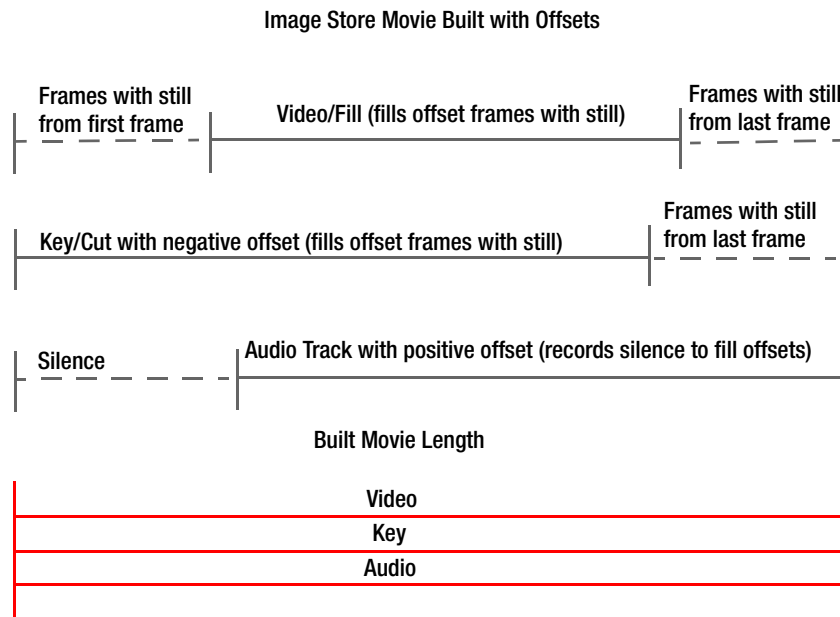 Image Store Movie Built with Offsets
Frames with still
from first frame
Video/Fill (fills offset frames with still)
Frames with still
from last frame
Key/Cut with negative offset (fills offset frames with still)
Frames with still
from last frame
Silence
Audio Track with positive offset (records silence to fill offsets)
Built Movie Length
Video
Key
Audio